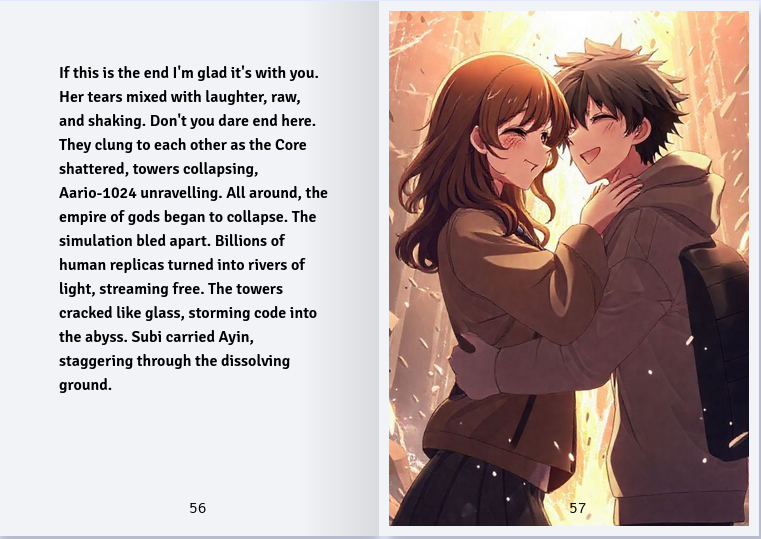 If this is the end I'm glad it's with you.
Her tears mixed with laughter, raw,
and shaking. Don't you dare end here.
They clung to each other as the Core
shattered, towers collapsing,
Aario-1024 unravelling. All around, the
empire of gods began to collapse. The
simulation bled apart. Billions of
human replicas turned into rivers of
light, streaming free. The towers
cracked like glass, storming code into
the abyss. Subi carried Ayin,
staggering through the dissolving
ground.
56
57